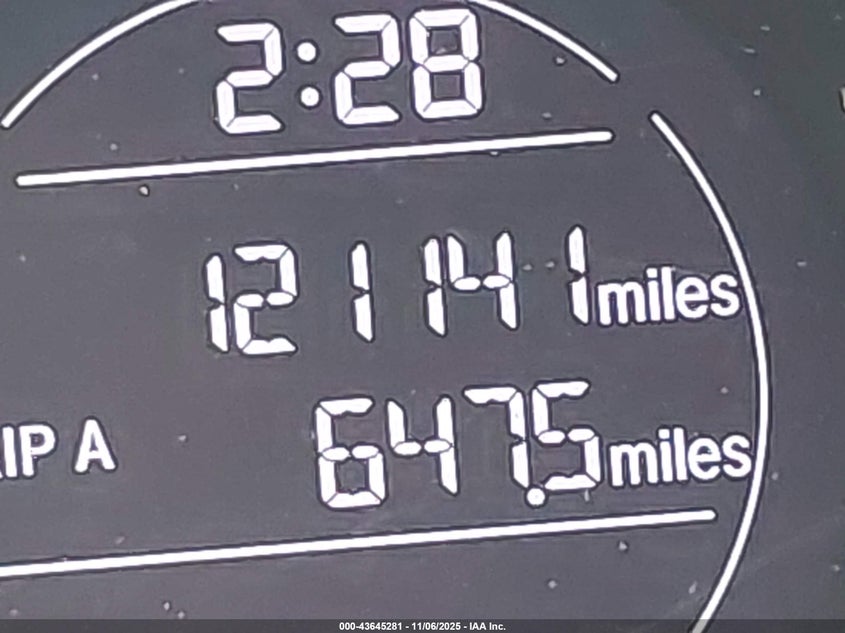 2:28
121141 miles
IP A 647.5 miles
000-43645281 - 11/06/2025 - IAA Inc.